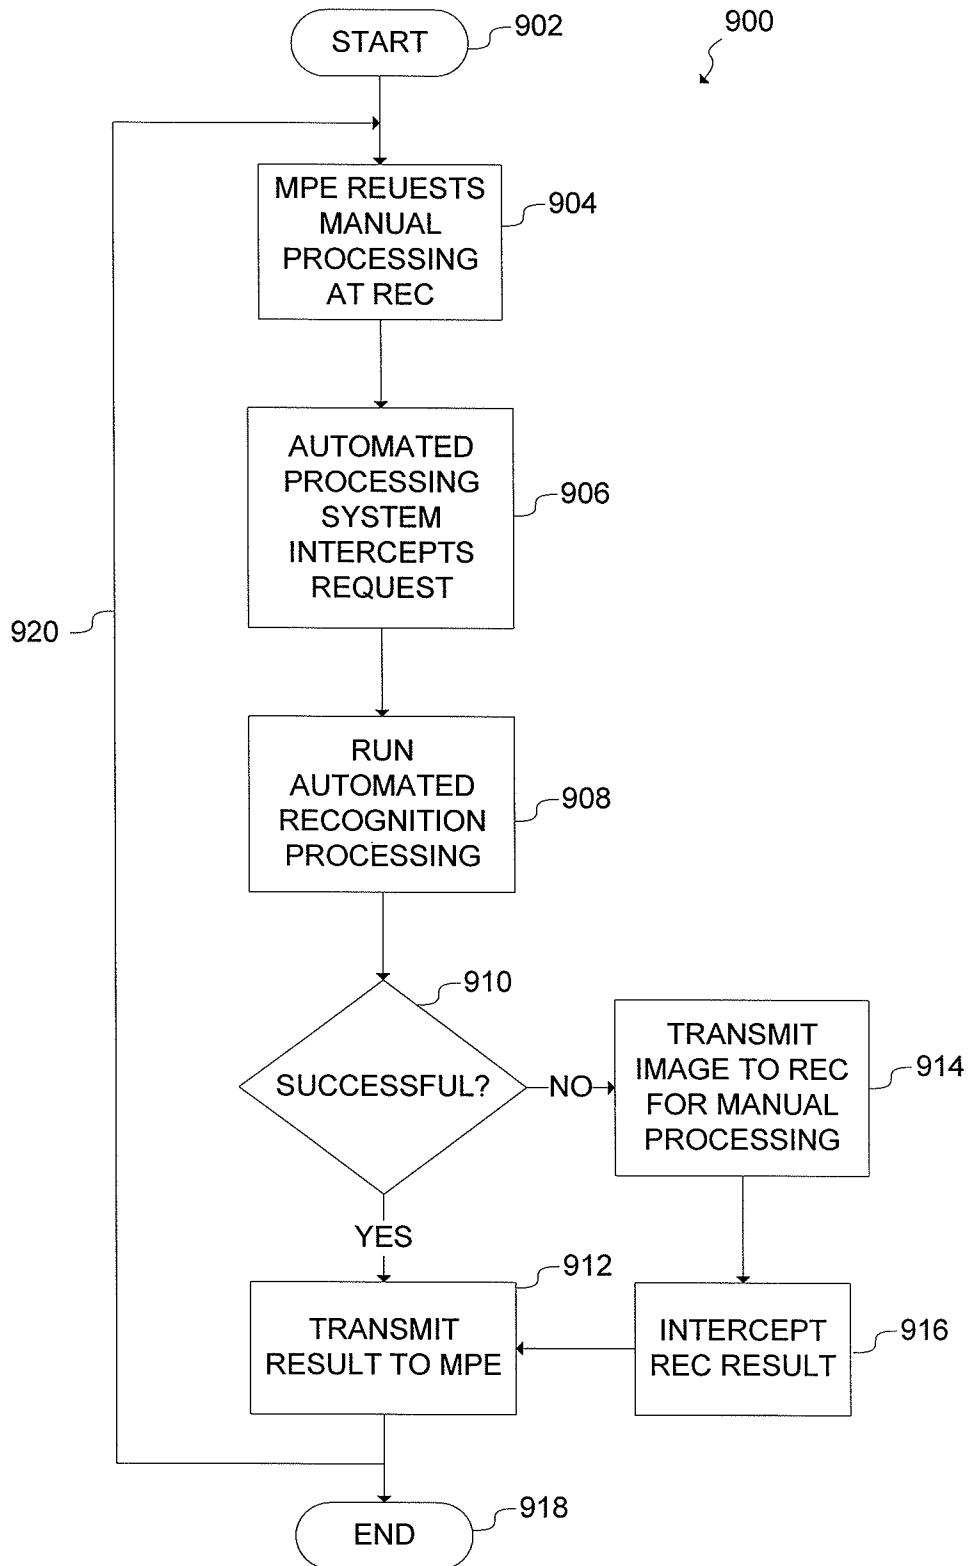 START
902
900
MPE REUESTS
MANUAL
PROCESSING
AT REC
904
AUTOMATED
PROCESSING
SYSTEM
INTERCEPTS
REQUEST
906
920
RUN
AUTOMATED
RECOGNITION
PROCESSING
908
910
SUCCESSFUL?
NO
TRANSMIT
IMAGE TO REC
FOR MANUAL
PROCESSING
914
YES
912
TRANSMIT
RESULT TO MPE
INTERCEPT
REC RESULT
916
END
918